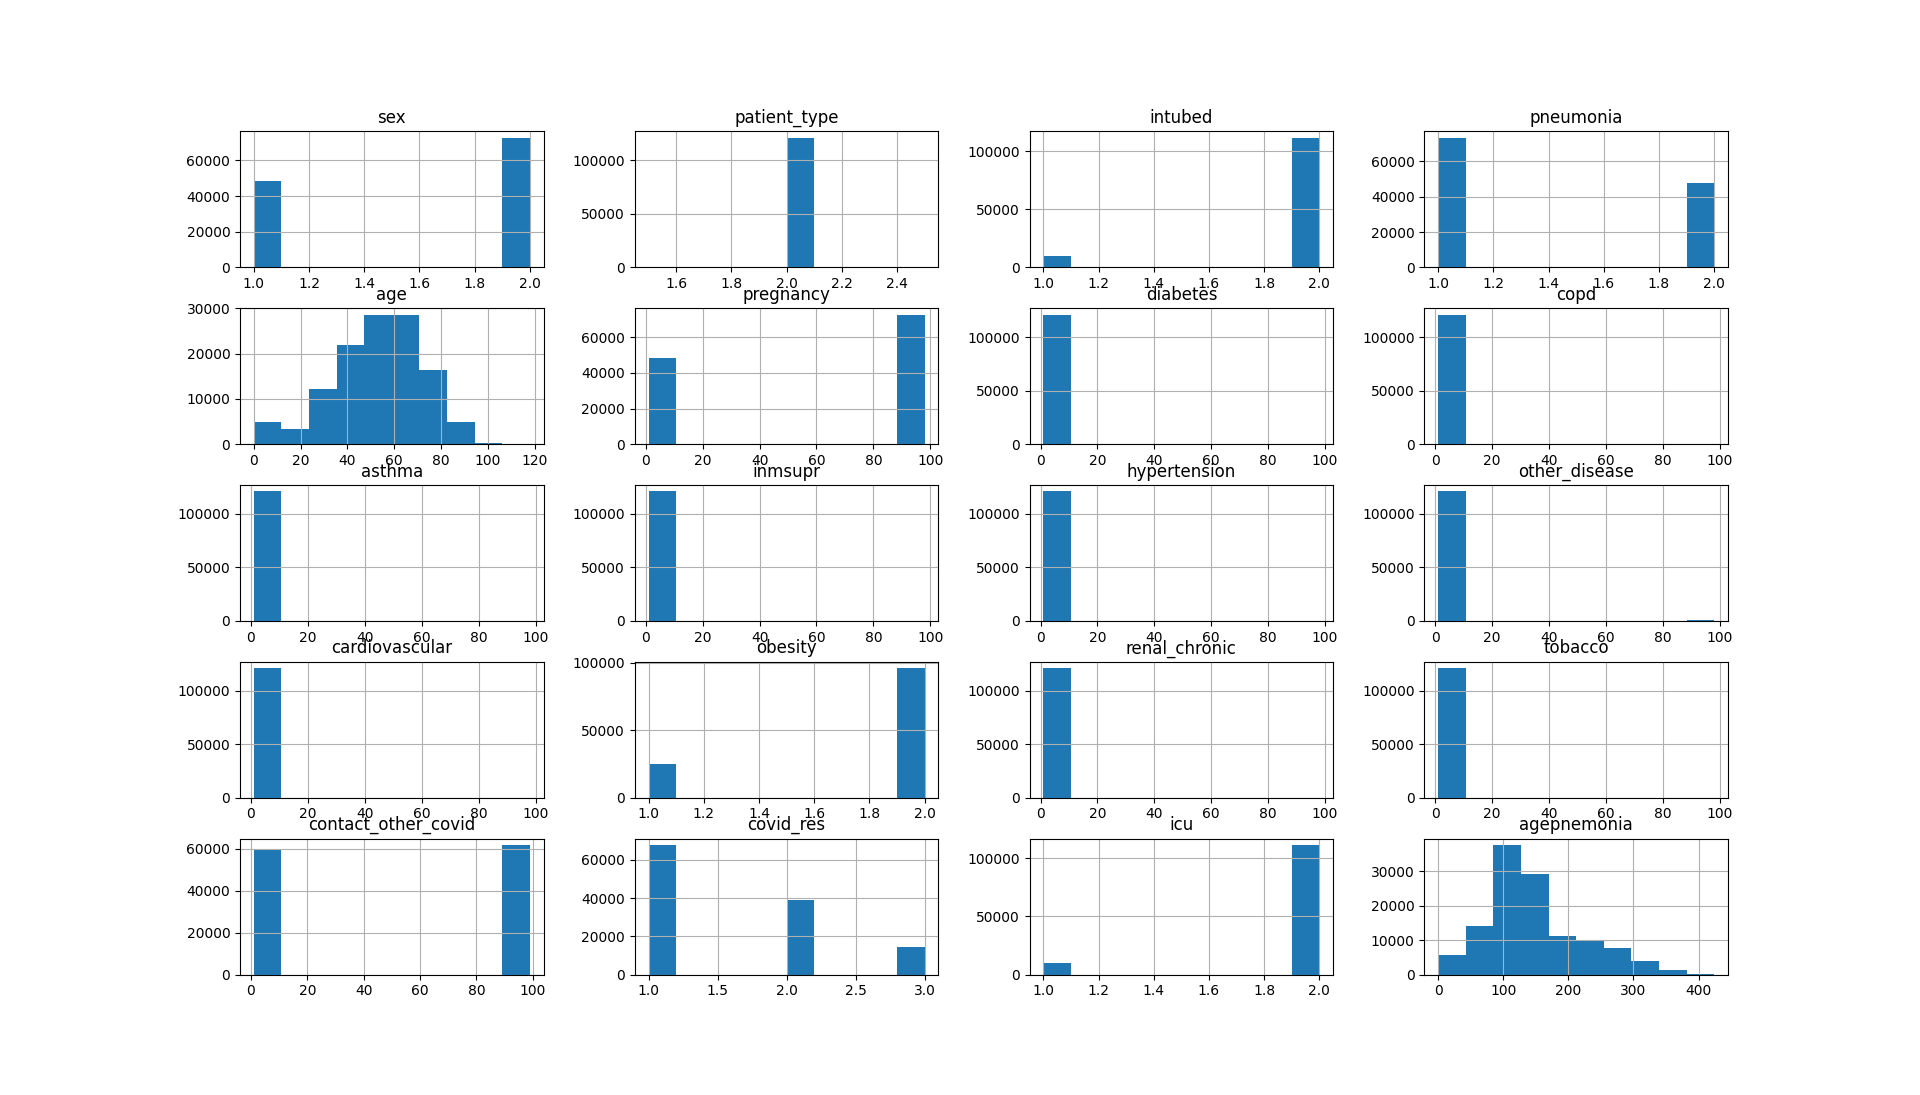 sex patient_type intubed pneumonia
60000 100000 100000 60000
40000 40000
50000 50000
20000 20000
0 0 0 0
1.0 1.2 1.4 1.6 1.8 2.0 1.6 1.8 2.0 2.2 2.4 1.0 1.2 1.4 1.6 1.8 2.0 1.0 1.2 1.4 1.6 1.8 2.0
age pregnancy diabetes copd
30000
60000 100000 100000
20000
40000
50000 50000
10000 20000
0 0 0 0
0 20 40 60 80 100 120 0 20 40 60 80 100 0 20 40 60 80 100 0 20 40 60 80 100
asthma inmsupr hypertension other_disease
100000 100000 100000 100000
50000 50000 50000 50000
0 0 0 0
0 20 40 60 80 100 0 20 40 60 80 100 0 20 40 60 80 100 0 20 40 60 80 100
cardiovascular obesity renal_chronic tobacco
100000
100000 100000 100000
50000 50000 50000 50000
0 0 0 0
0 20 40 60 80 100 1.0 1.2 1.4 1.6 1.8 2.0 0 20 40 60 80 100 0 20 40 60 80 100
contact_other_covid covid_res icu agepnemonia
60000 60000 100000
30000
40000 40000
20000
50000
20000 20000 10000
0 0 0 0
0 20 40 60 80 100 1.0 1.5 2.0 2.5 3.0 1.0 1.2 1.4 1.6 1.8 2.0 0 100 200 300 400